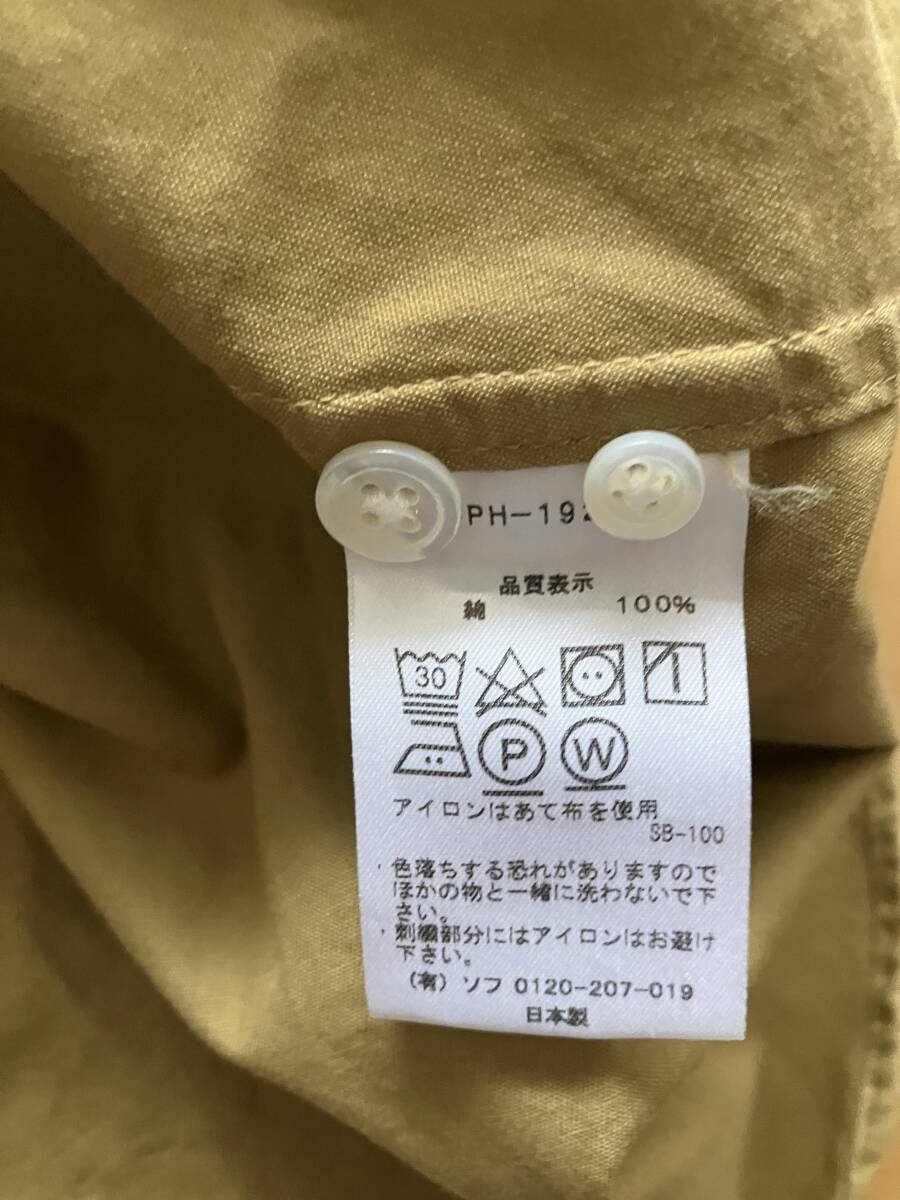 PH-192
品質表示
綿 100%
30
P W
アイロンはあて布を使用
SB-100
・色落ちする恐れがありますので
ほかの物と一緒に洗わないで下
さい。
・刺繍部分にはアイロンはお避け
下さい。
(有)ソフ 0120-207-019
日本製